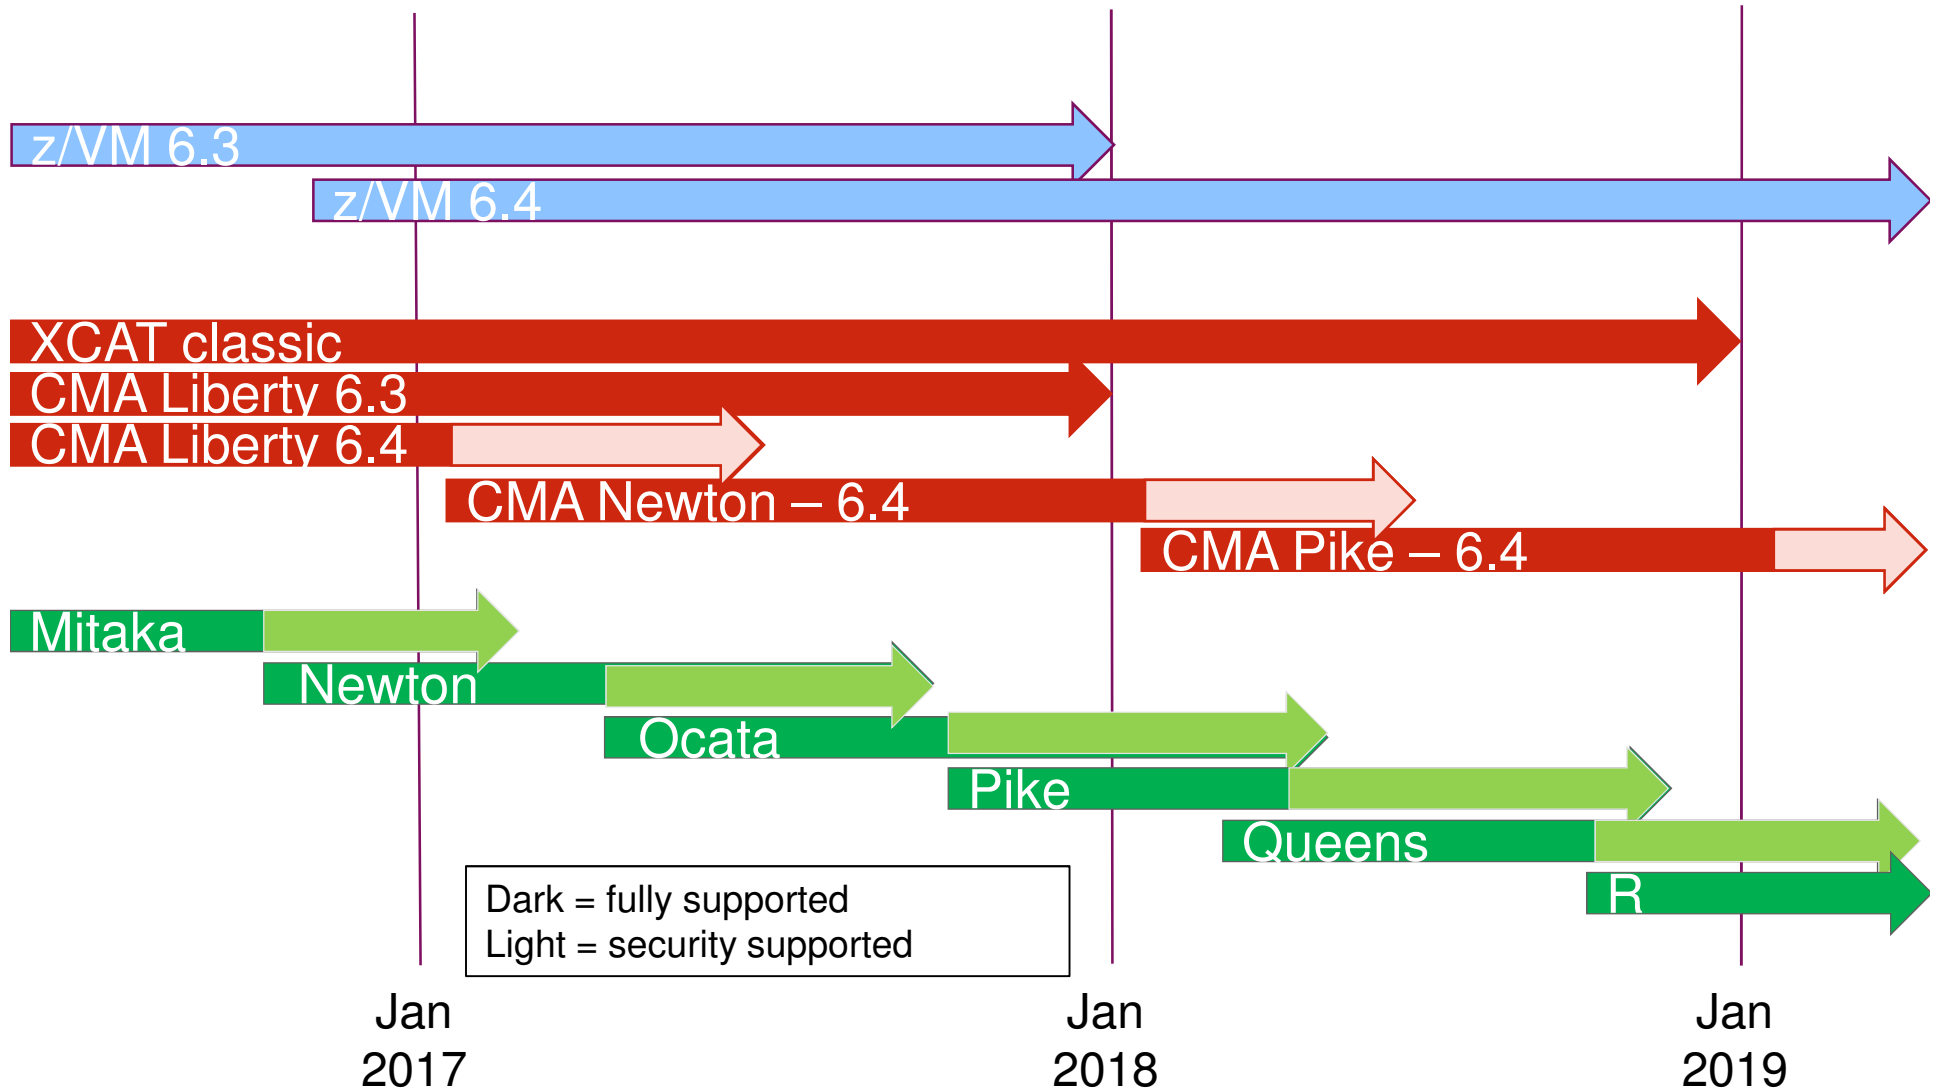 z/VM 6.3
z/VM 6.4
XCAT classic
CMA Liberty 6.3
CMA Liberty 6.4
CMA Newton – 6.4
CMA Pike – 6.4
Mitaka
Newton
Ocata
Pike
Queens
R
Dark = fully supported
Light = security supported
Jan
2017
Jan
2018
Jan
2019